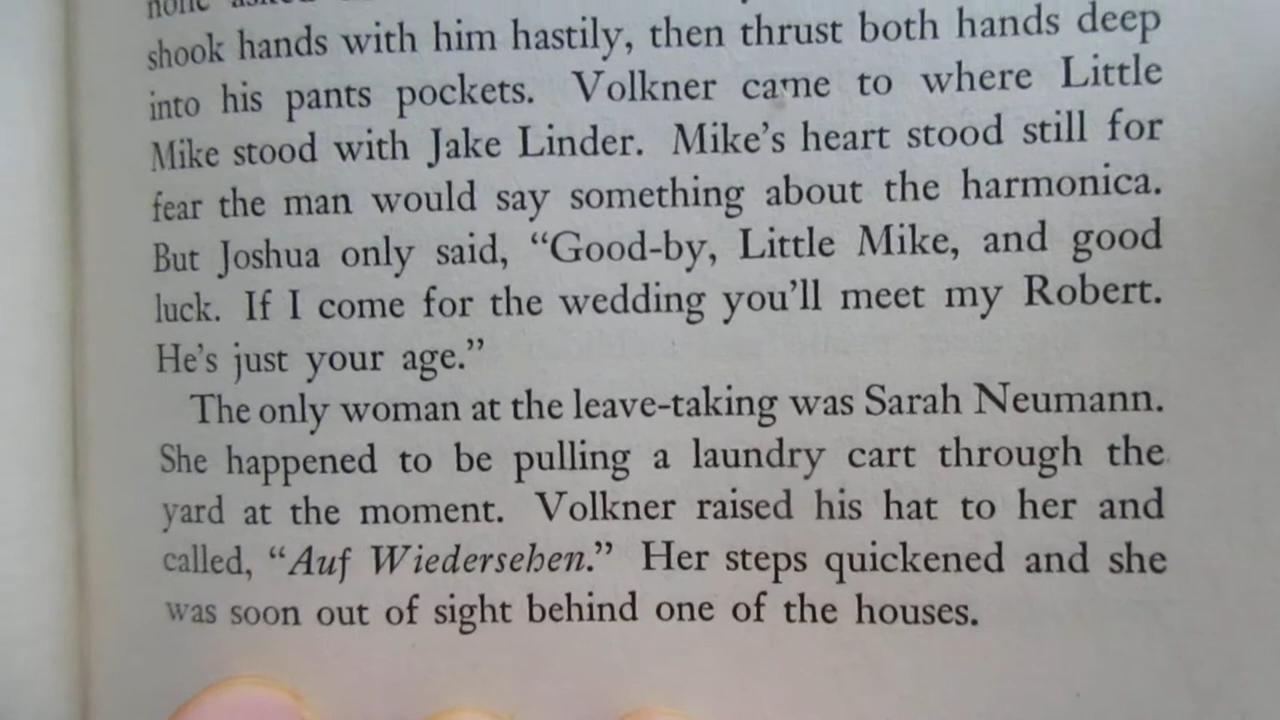 shook hands with him hastily, then thrust both hands deep
into his pants pockets. Volkner came to where Little
Mike stood with Jake Linder. Mike's heart stood still for
fear the man would say something about the harmonica.
But Joshua only said, “Good-by, Little Mike, and good
luck. If I come for the wedding you'll meet my Robert.
He's just your age.”
The only woman at the leave-taking was Sarah Neumann.
She happened to be pulling a laundry cart through the
yard at the moment. Volkner raised his hat to her and
called, “Auf Wiedersehen.” Her steps quickened and she
was soon out of sight behind one of the houses.